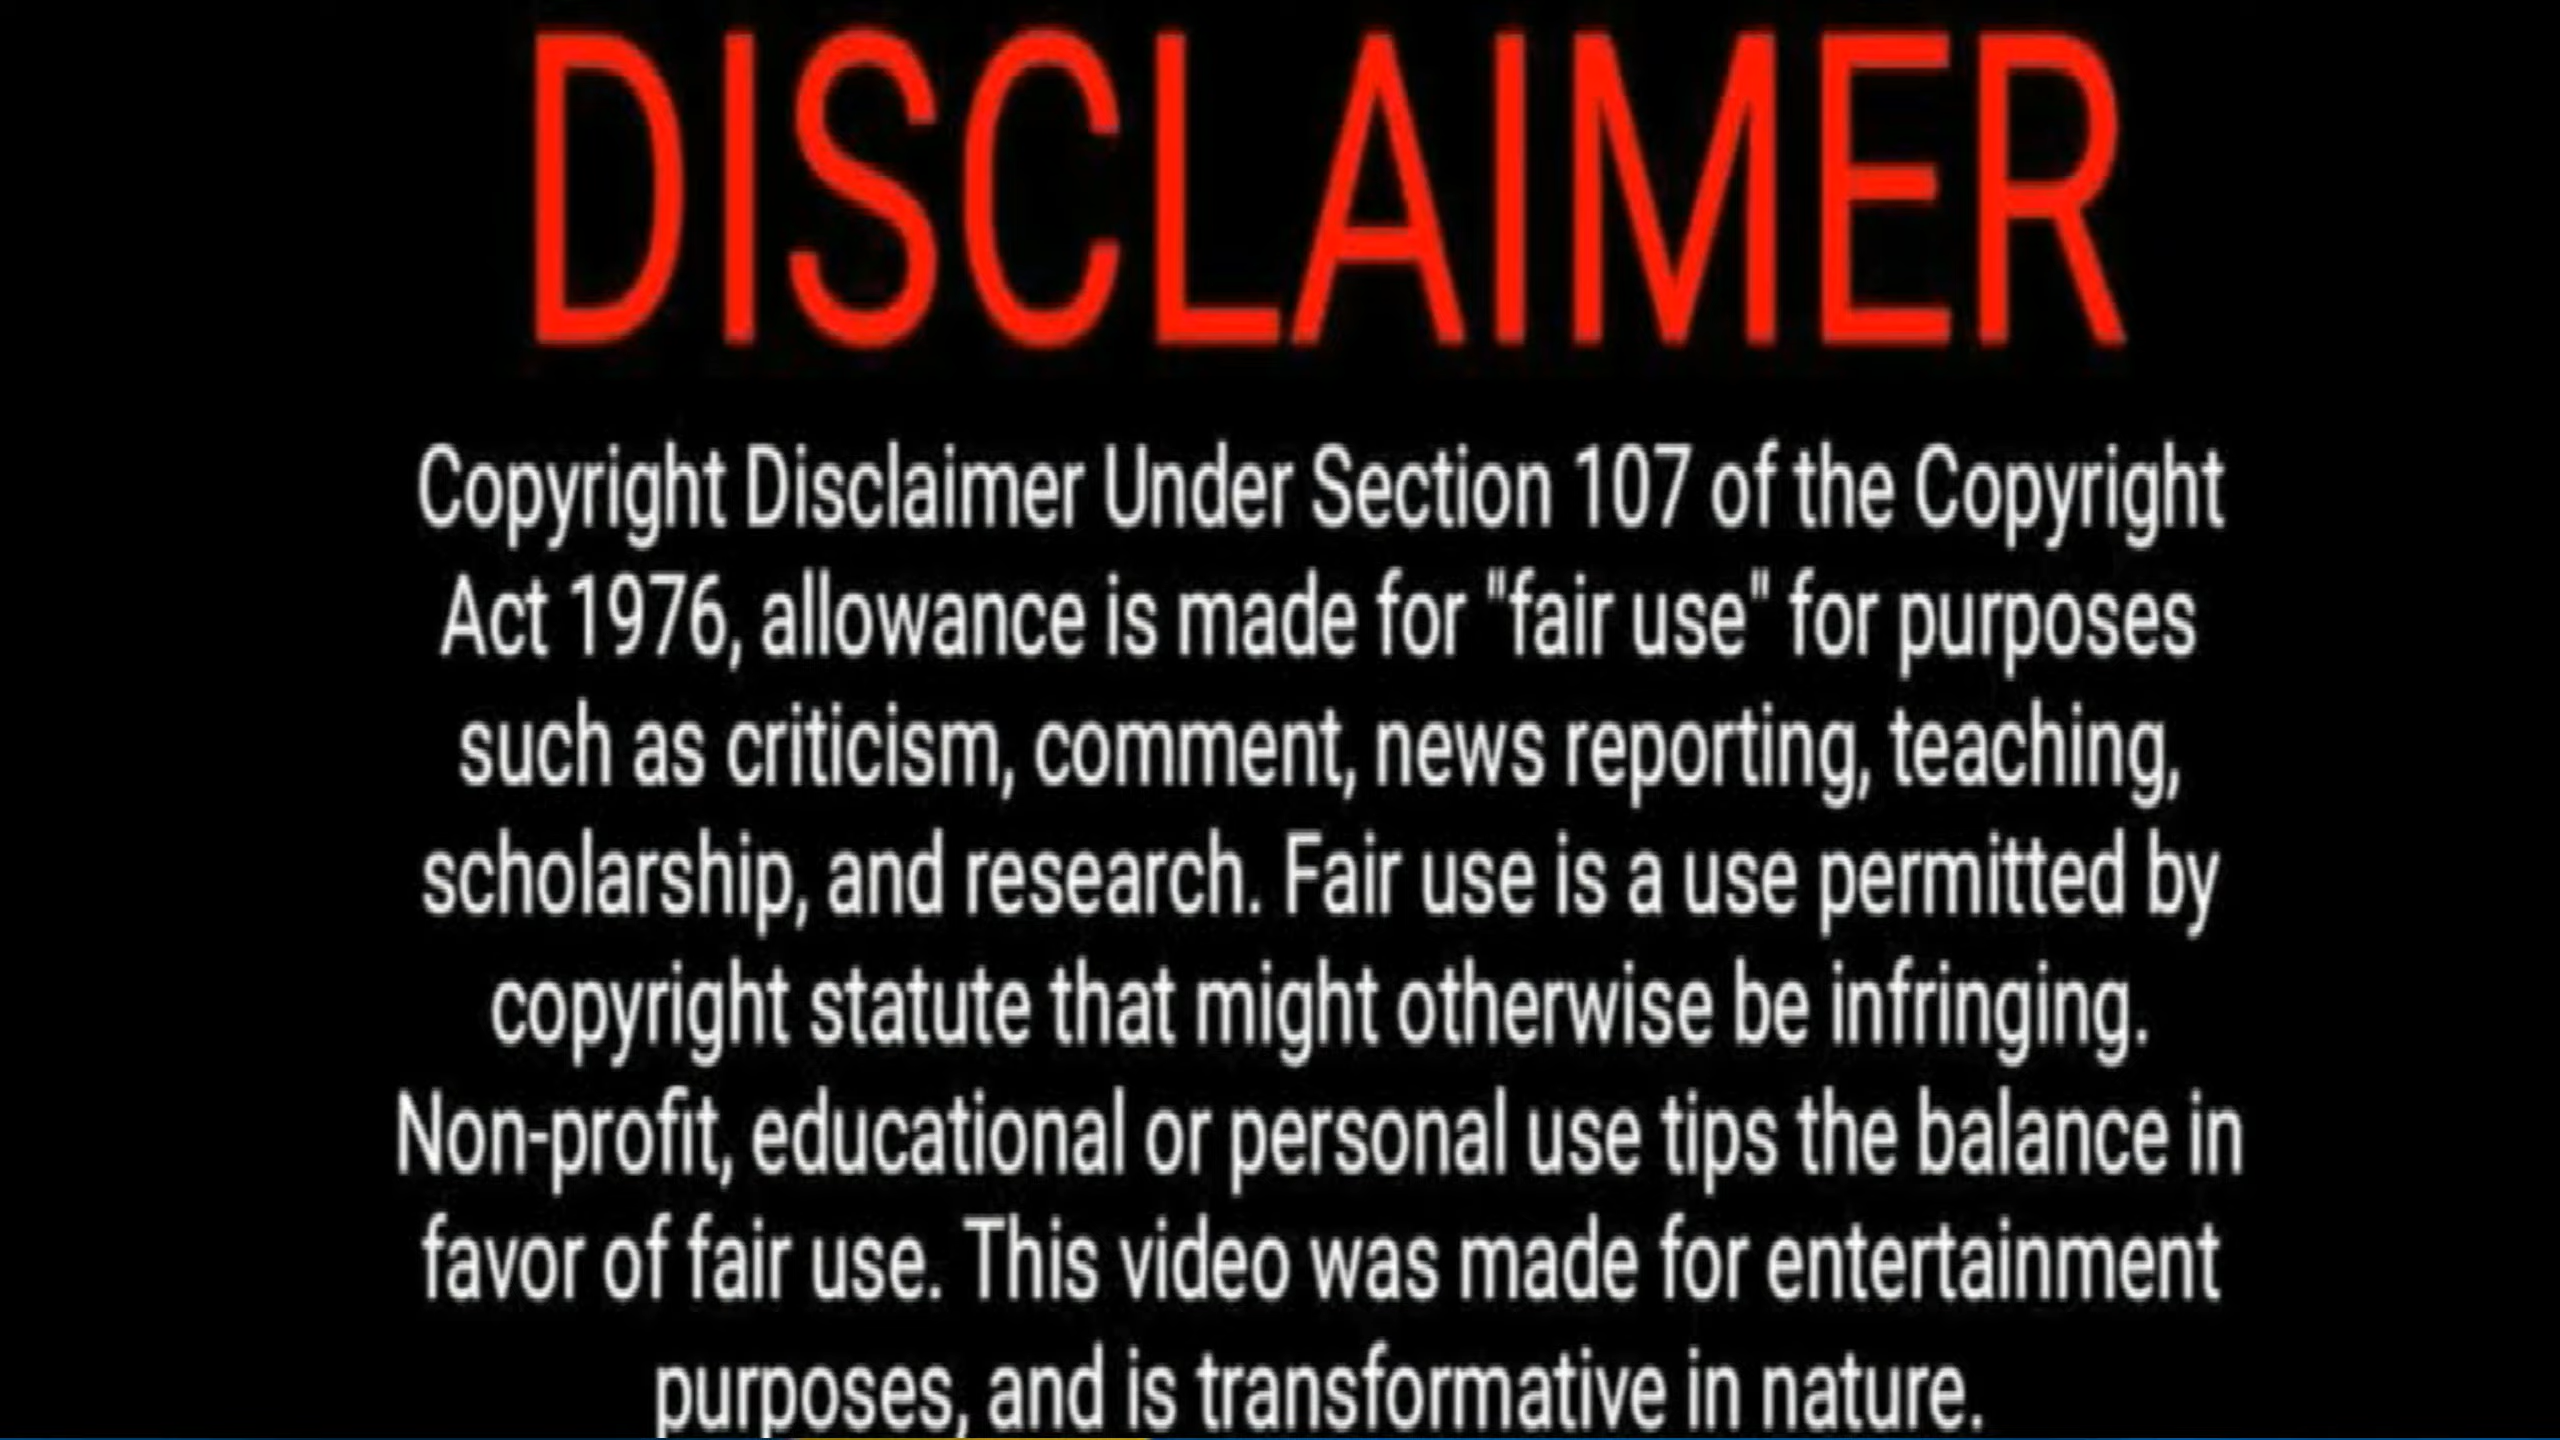 DISCLAIMER
Copyright Disclaimer Under Section 107 of the Copyright
Act 1976, allowance is made for "fair use" for purposes
such as criticism, comment, news reporting, teaching,
scholarship, and research. Fair use is a use permitted by
copyright statute that might otherwise be infringing.
Non-profit, educational or personal use tips the balance in
favor of fair use. This video was made for entertainment
purposes, and is transformative in nature.